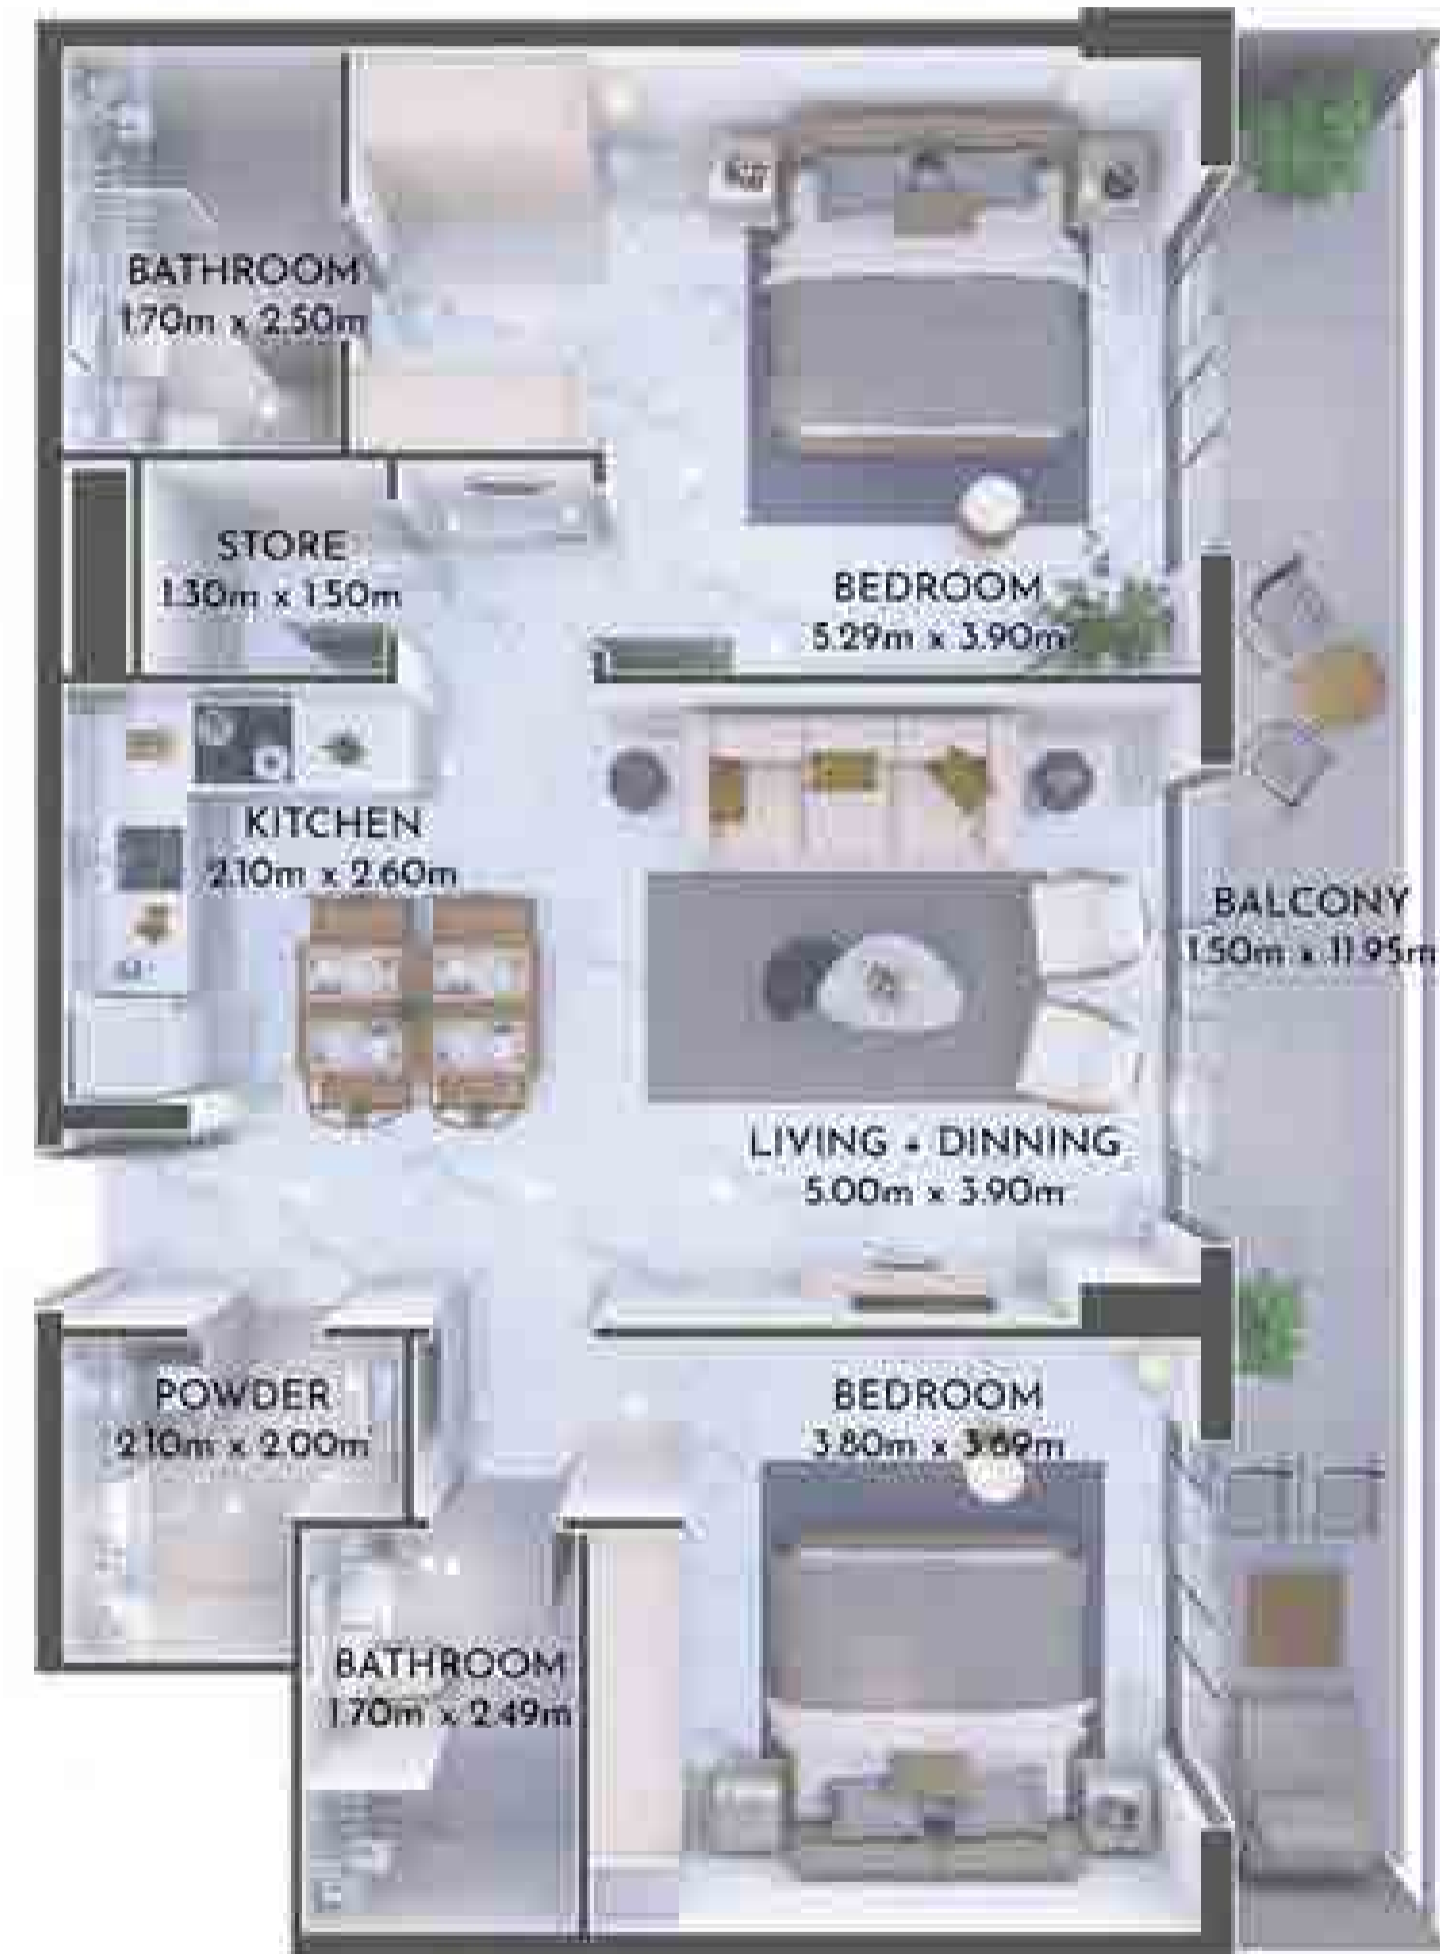 BATHROOM
1.70m x 2.50m
STORE
1.30m x 1.50m
BEDROOM
5.29m x 3.90m
KITCHEN
2.10m x 2.60m
BALCONY
1.50m x 11.95m
LIVING + DINNING
5.00m x 3.90m
POWDER
2.10m x 2.00m
BEDROOM
3.80m x 3.69m
BATHROOM
1.70m x 2.49m